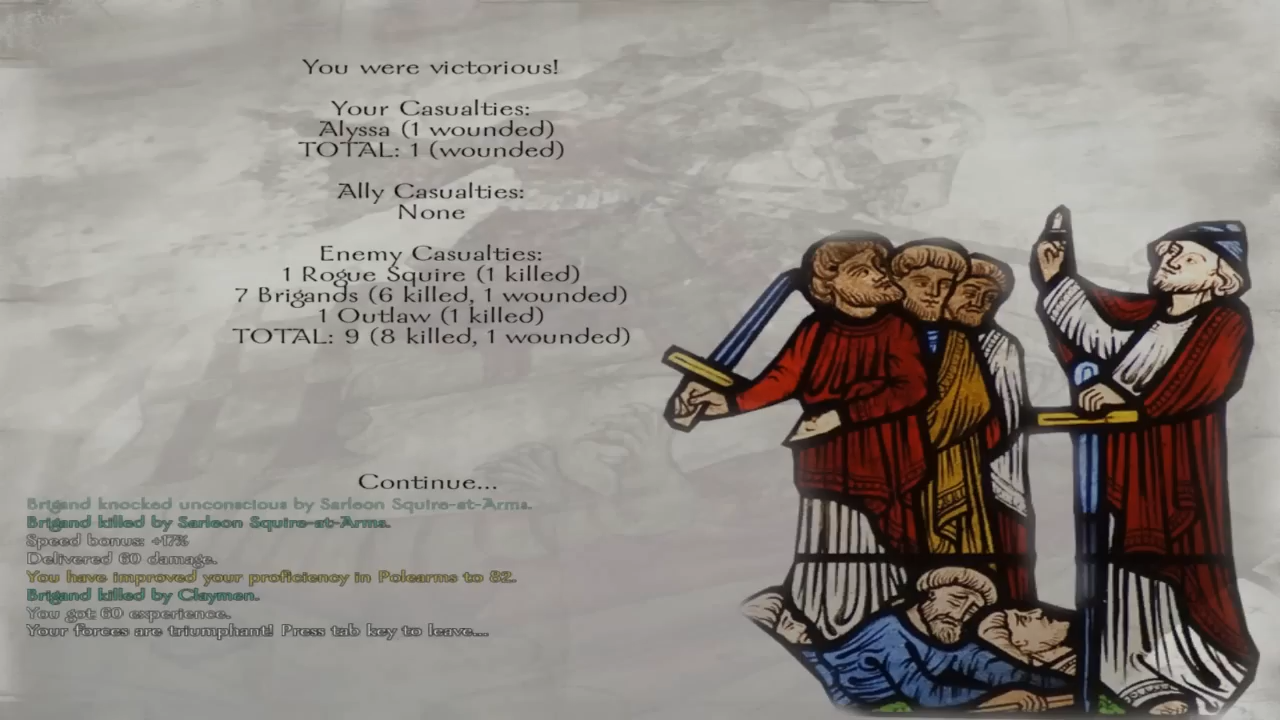 You were victorious!
Your Casualties:
Alyssa (1 wounded)
TOTAL: 1 (wounded)
Ally Casualties:
None
Enemy Casualties:
1 Rogue Squire (1 killed)
7 Brigands (6 killed, 1 wounded)
1 Outlaw (1 killed)
TOTAL: 9 (8 killed, 1 wounded)
Continue...
Brigand knocked unconscious by Sarleon Squire-at-Arms.
Brigand killed by Sarleon Squire-at-Arms.
Speed bonus: +17%
Delivered 60 damage.
You have improved your proficiency in Polearms to 82.
Brigand killed by Claymen.
You got 60 experience.
Your forces are triumphant! Press tab key to leave...